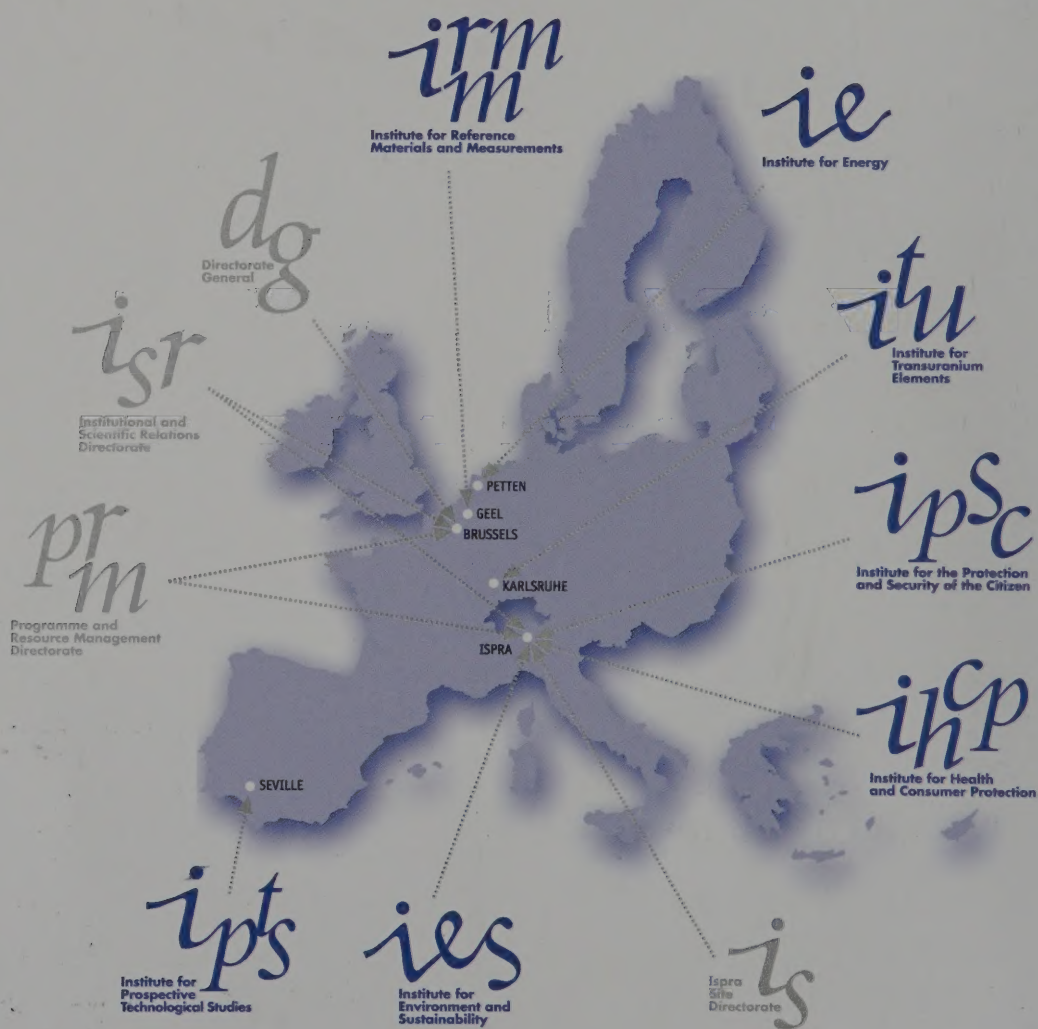 irmm
Institute for Reference
Materials and Measurements
ie
Institute for Energy
dg
Directorate
General
itu
Institute for
Transuranium
Elements
isr
Institutional and
Scientific Relations
Directorate
PETTEN
GEEL
BRUSSELS
ipsc
Institute for the Protection
and Security of the Citizen
prm
Programme and
Resource Management
Directorate
KARLSRUHE
ISPRA
ihcp
Institute for Health
and Consumer Protection
SEVILLE
ipts
Institute for
Prospective
Technological Studies
ies
Institute for
Environment and
Sustainability
is
Ispra
Site
Directorate